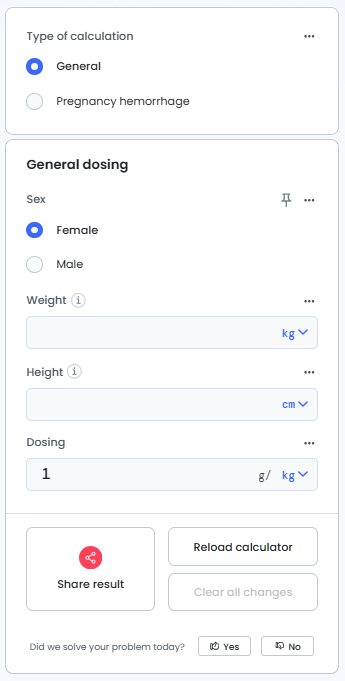 Type of calculation
General
Pregnancy hemorrhage
General dosing
Sex
Female
Male
Weight i
kg
Height i
cm
Dosing
1 g/ kg
Share result
Reload calculator
Clear all changes
Did we solve your problem today? Yes No